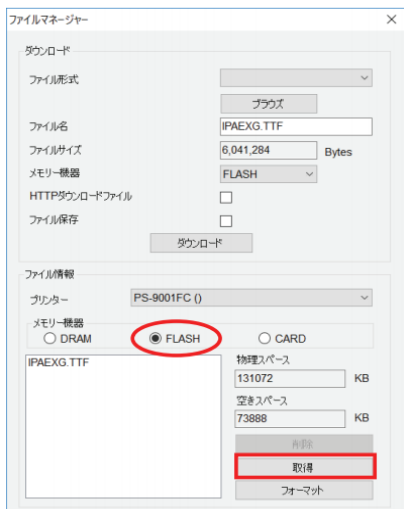 ファイルマネージャー
ダウンロード
ファイル形式
ブラウズ
ファイル名 IPAEXG.TTF
ファイルサイズ 6,041,284 Bytes
メモリー機器 FLASH
HTTPダウンロードファイル
ファイル保存
ダウンロード
ファイル情報
プリンター PS-9001FC ()
メモリー機器
DRAM FLASH CARD
IPAEXG.TTF
物理スペース
131072 KB
空きスペース
73888 KB
削除
取得
フォーマット